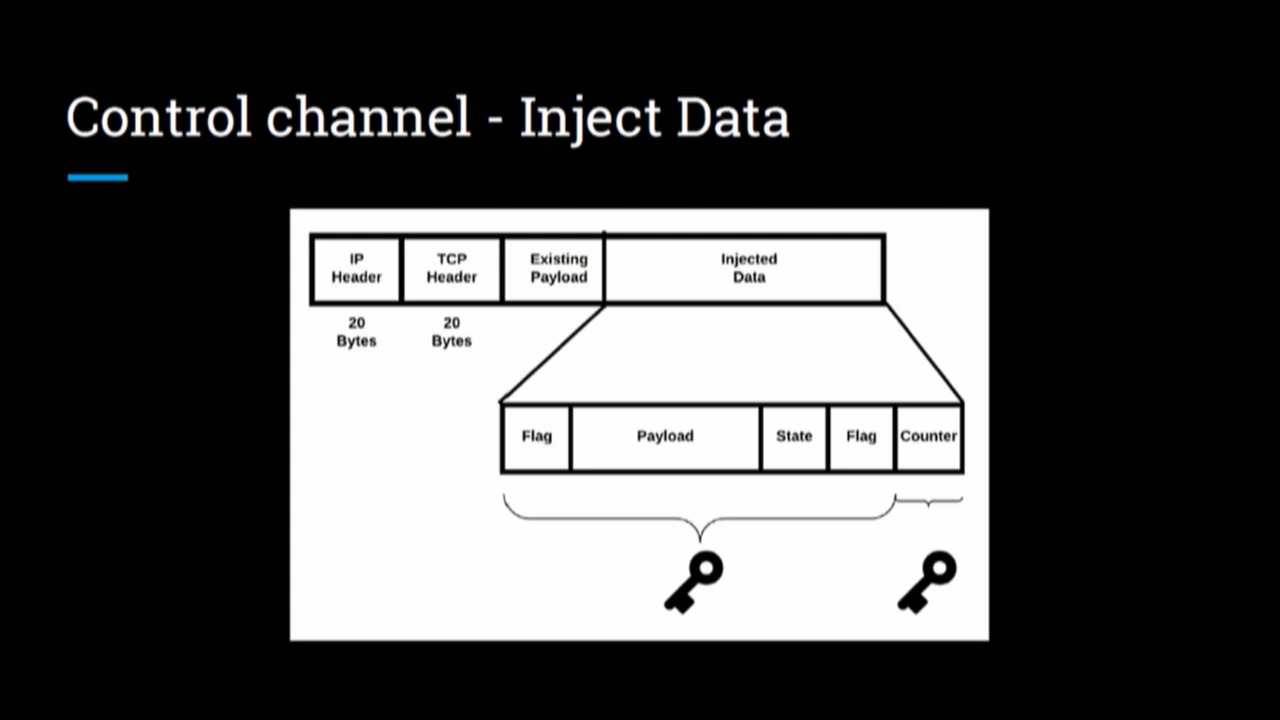 Control channel - Inject Data
IP
Header
TCP
Header
Existing
Payload
Injected
Data
20
Bytes
20
Bytes
Flag
Payload
State
Flag
Counter